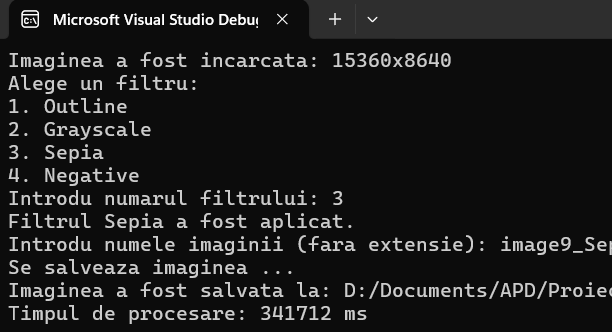 Microsoft Visual Studio Debu
Imaginea a fost incarcata: 15360x8640
Alege un filtru:
1. Outline
2. Grayscale
3. Sepia
4. Negative
Introdu numarul filtrului: 3
Filtrul Sepia a fost aplicat.
Introdu numele imaginii (fara extensie): image9_Sep
Se salveaza imaginea ...
Imaginea a fost salvata la: D:/Documents/APD/Proiec
Timpul de procesare: 341712 ms